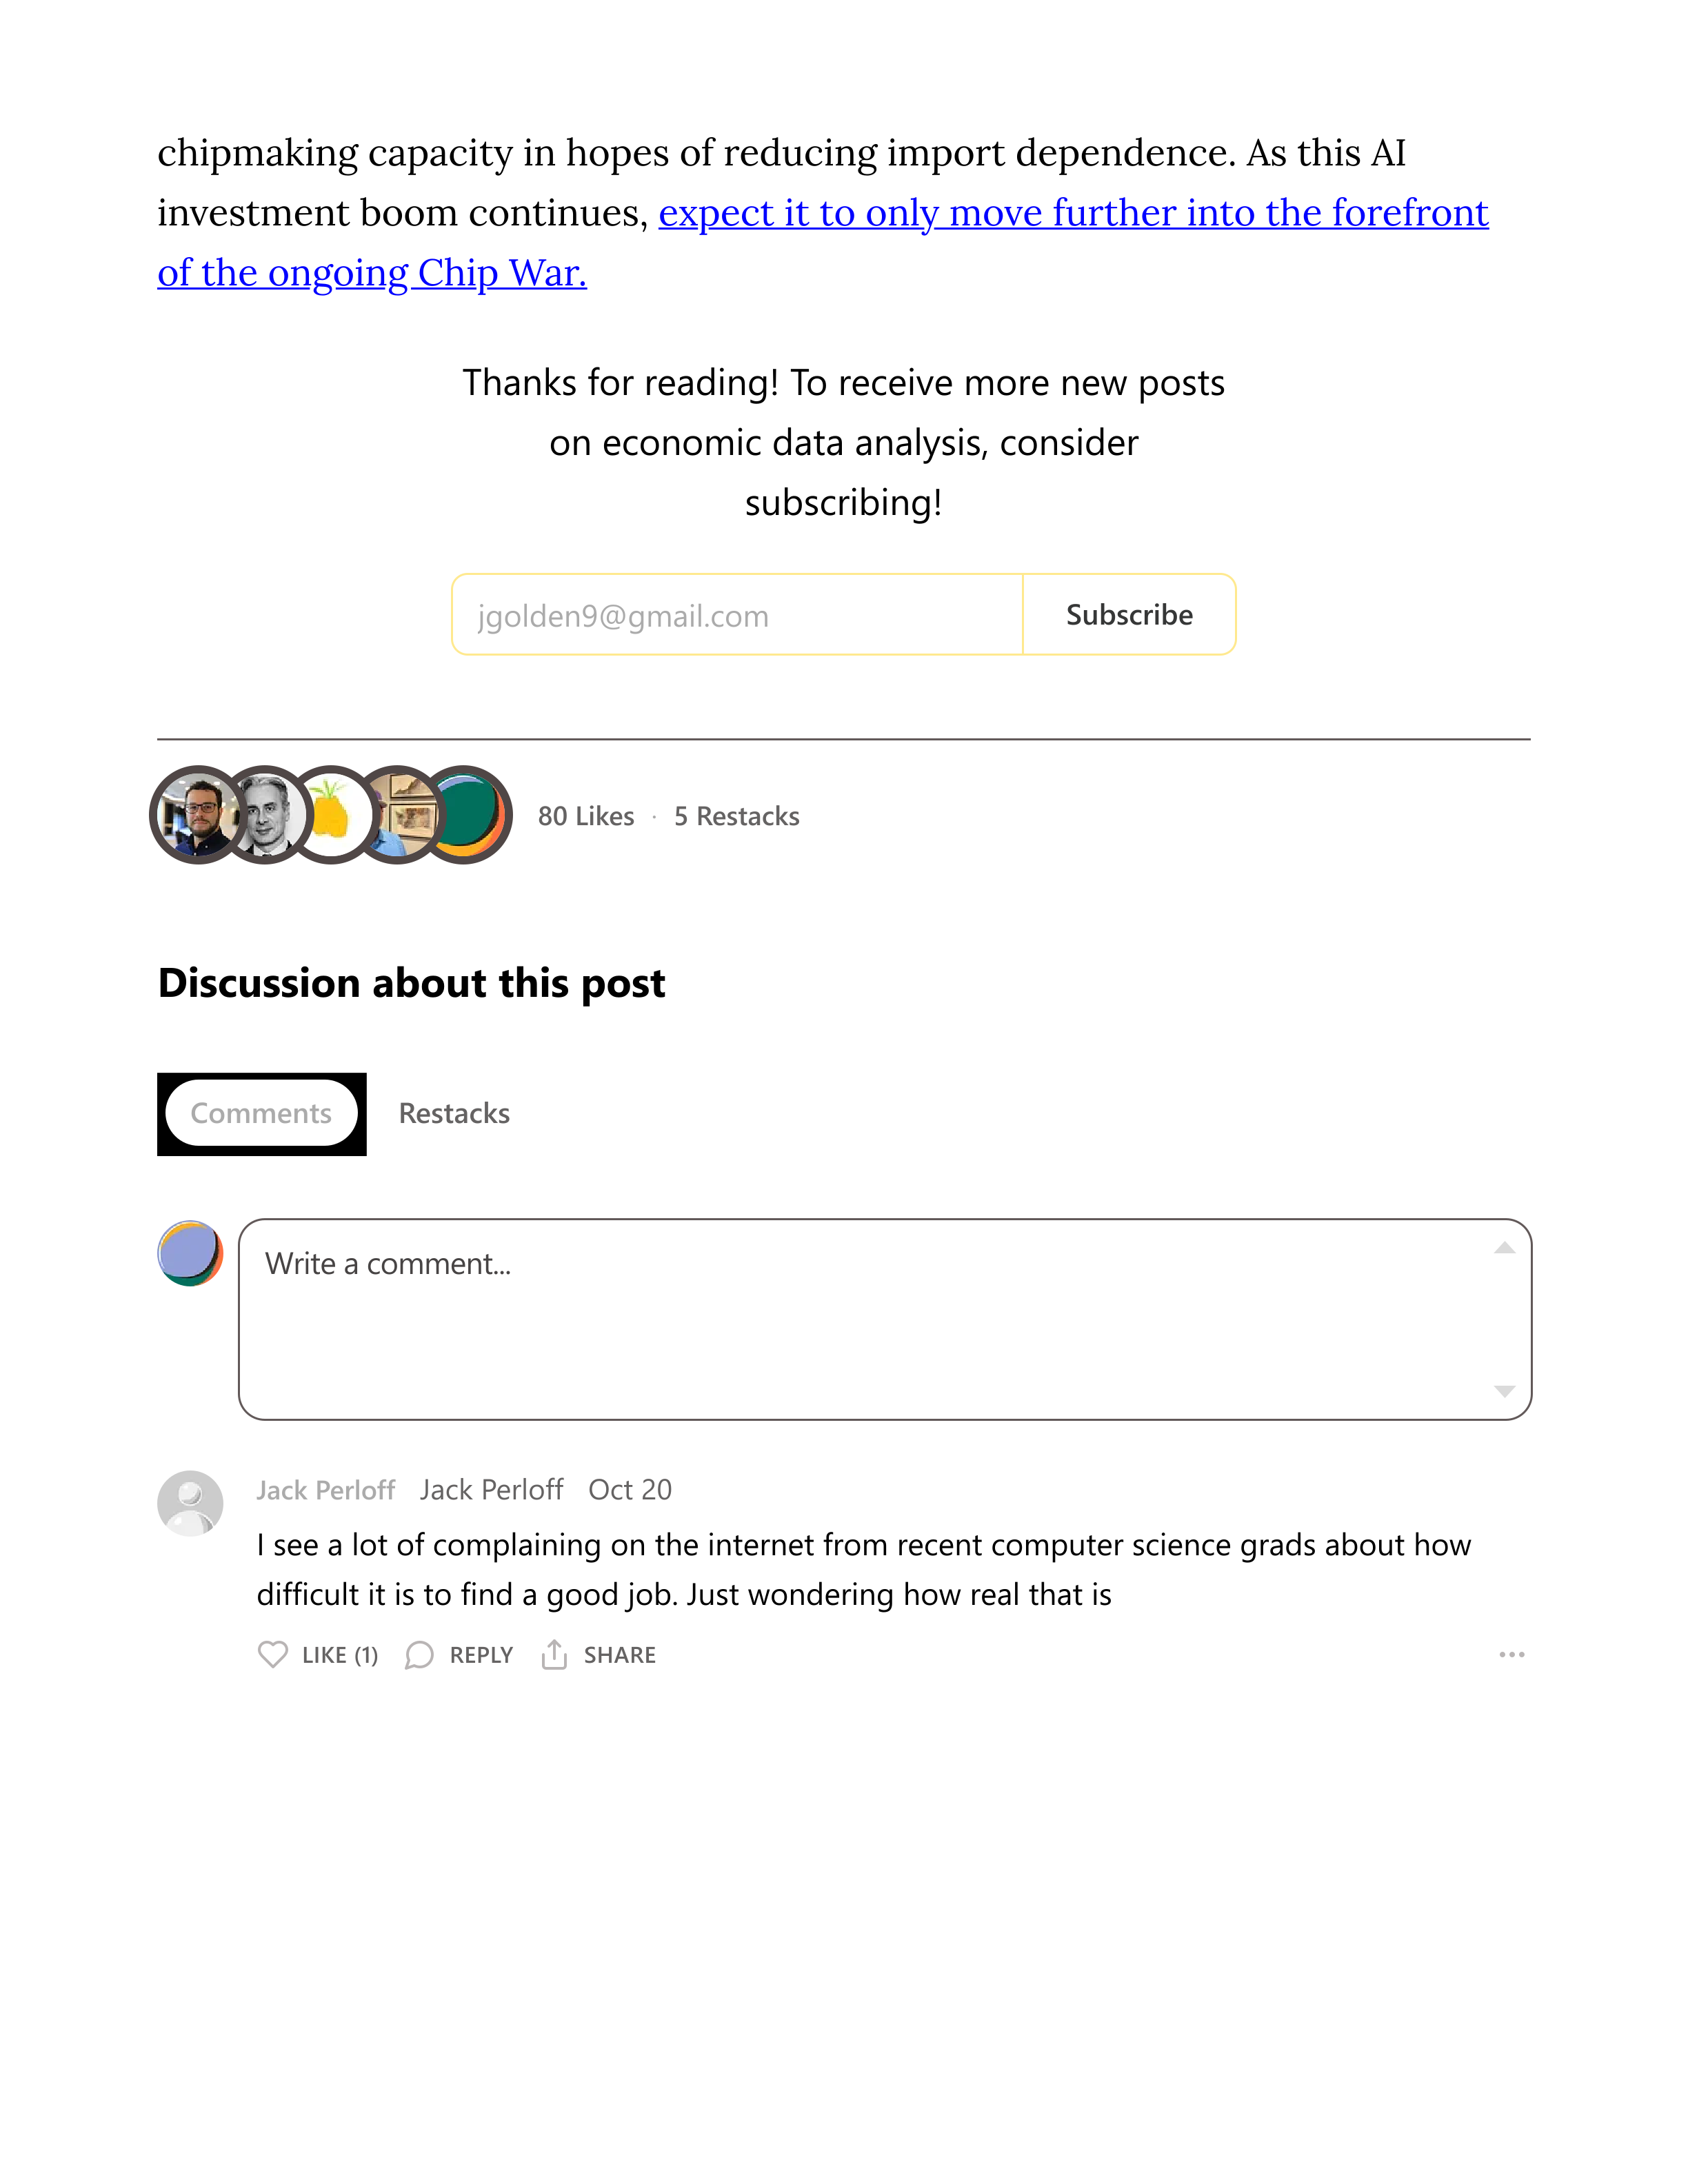 chipmaking capacity in hopes of reducing import dependence. As this AI
investment boom continues, expect it to only move further into the forefront
of the ongoing Chip War.
Thanks for reading! To receive more new posts
on economic data analysis, consider
subscribing!
jgolden9@gmail.com
Subscribe
80 Likes · 5 Restacks
Discussion about this post
Comments
Restacks
Write a comment...
Jack Perloff Jack Perloff Oct 20
I see a lot of complaining on the internet from recent computer science grads about how
difficult it is to find a good job. Just wondering how real that is
LIKE (1) REPLY SHARE